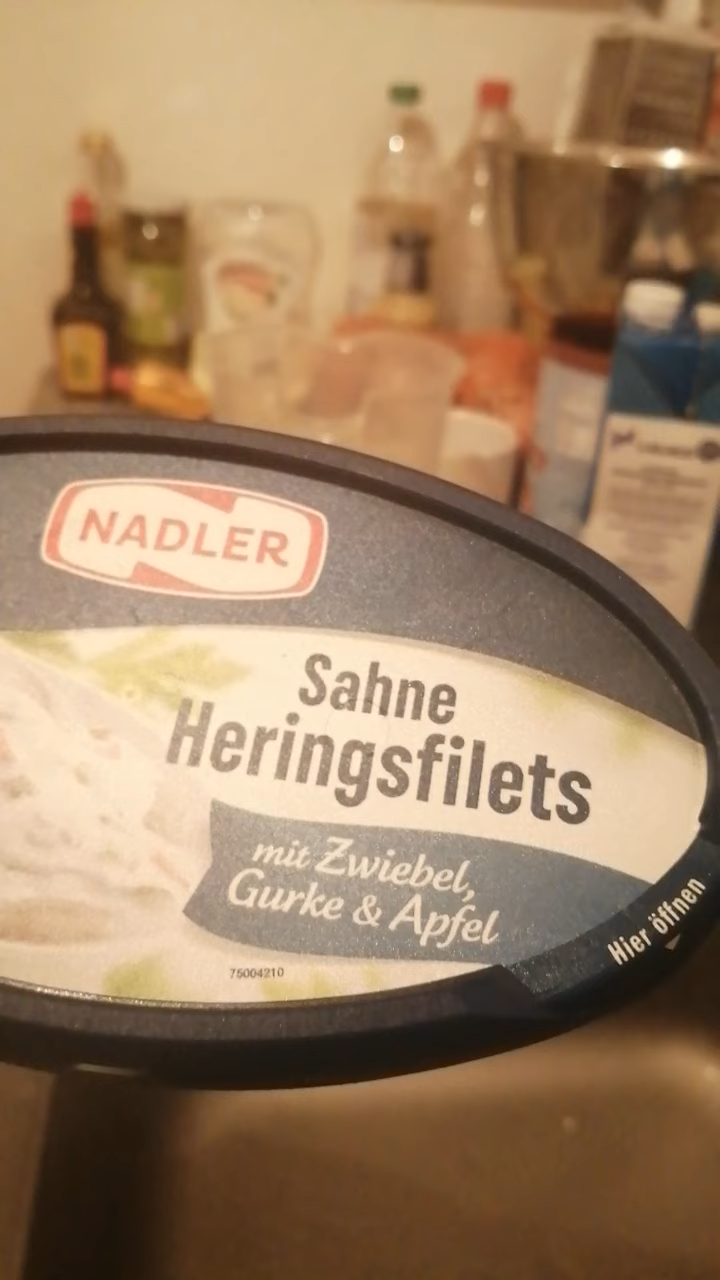 NADLER
Sahne
Heringsfilets
mit Zwiebel,
Gurke & Apfel
75004210
Hier öffnen